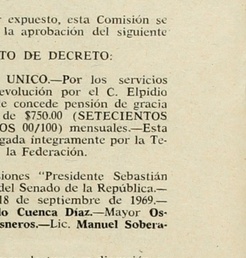 expuesto, esta Comisión se
la aprobación del siguiente
TO DE DECRETO:
UNICO.—Por los servicios
evolución por el C. Elpidio
e concede pensión de gracia
de $750.00 (SETECIENTOS
OS 00/100) mensuales.—Esta
gada íntegramente por la Te-
la Federación.
siones "Presidente Sebastián
del Senado de la República.—
18 de septiembre de 1969.—
lo Cuenca Díaz.—Mayor Os-
sneros.—Lic. Manuel Sobera-